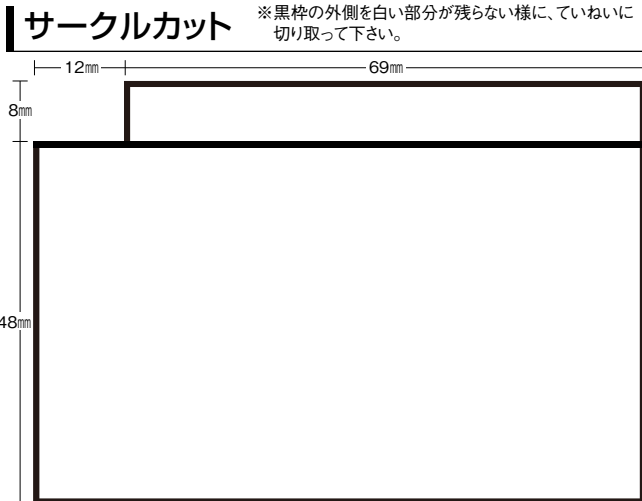 サークルカット
※黒枠の外側を白い部分が残らない様に、ていねいに
切り取って下さい。
12㎜
69㎜
8㎜
48㎜